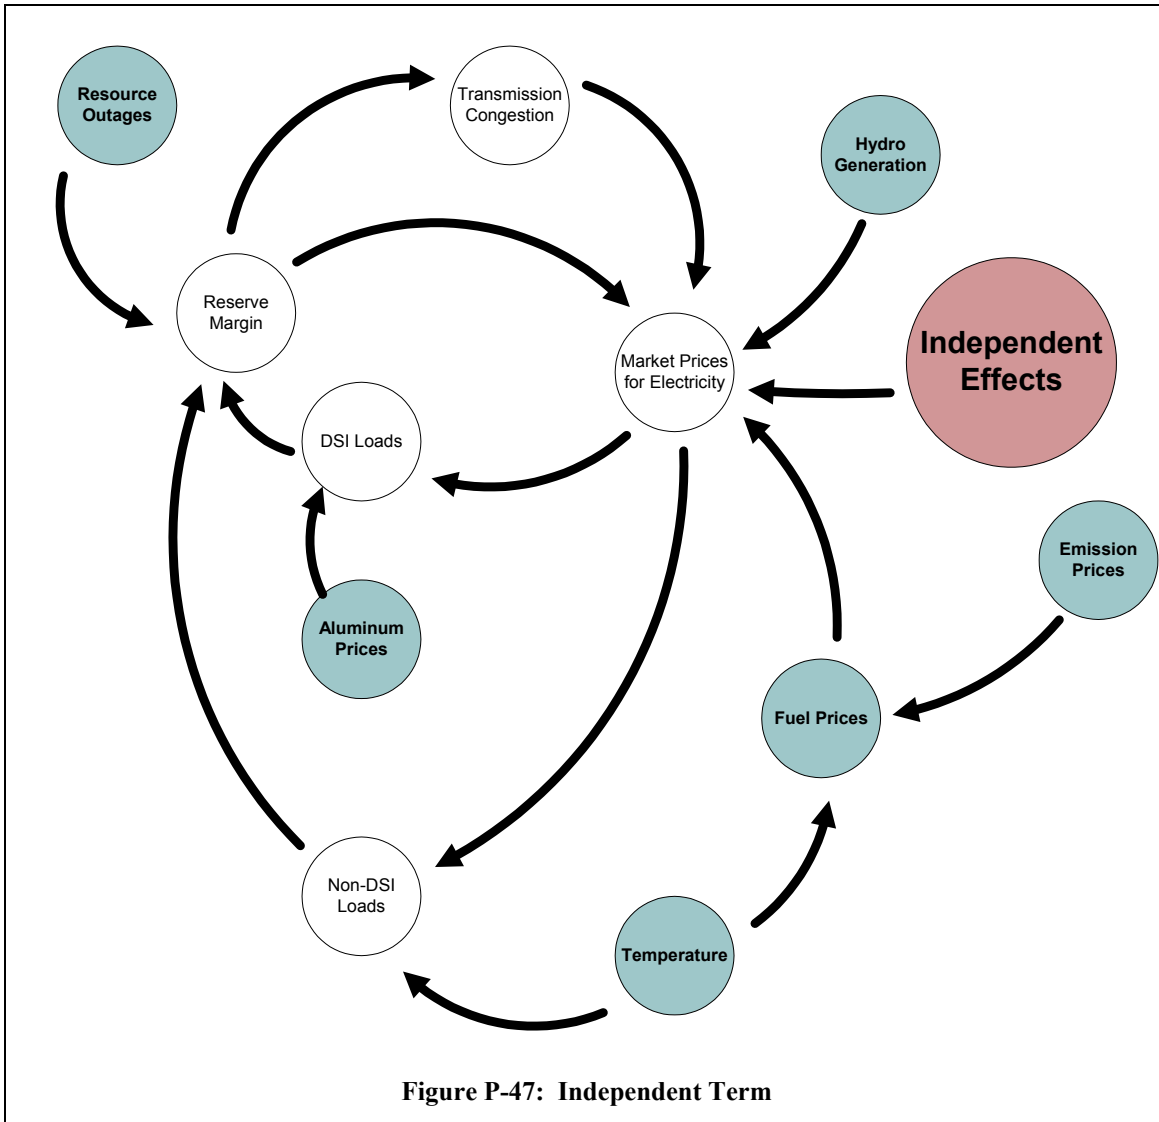 Resource
Outages
Transmission
Congestion
Hydro
Generation
Reserve
Margin
Market Prices
for Electricity
Independent
Effects
DSI Loads
Emission
Prices
Aluminum
Prices
Fuel Prices
Non-DSI
Loads
Temperature
Figure P-47:  Independent Term